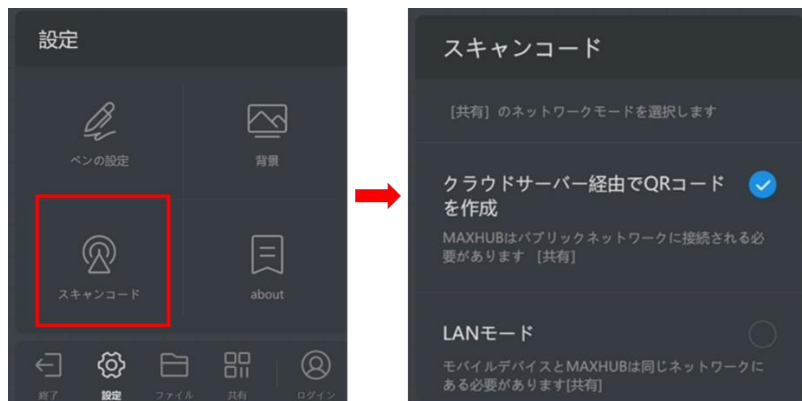 設定
ペンの設定
背景
スキャンコード
about
終了
設定
ファイル
共有
ログイン
スキャンコード
[共有] のネットワークモードを選択します
クラウドサーバー経由でQRコード
を作成
MAXHUBはパブリックネットワークに接続される必
要があります [共有]
LANモード
モバイルデバイスとMAXHUBは同じネットワークに
ある必要があります[共有]